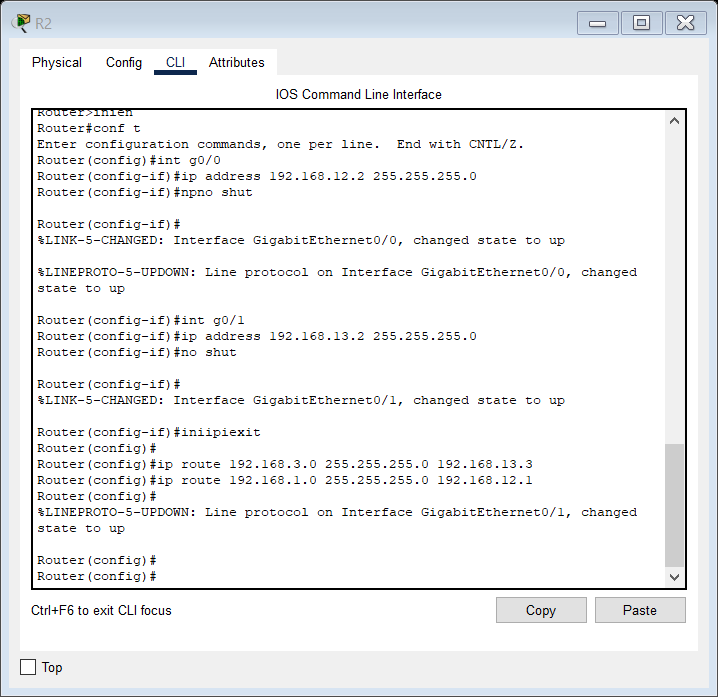 R2
Physical Config CLI Attributes
IOS Command Line Interface
Router>inien
Router#conf t
Enter configuration commands, one per line.  End with CNTL/Z.
Router(config)#int g0/0
Router(config-if)#ip address 192.168.12.2 255.255.255.0
Router(config-if)#npno shut
Router(config-if)#
%LINK-5-CHANGED: Interface GigabitEthernet0/0, changed state to up
%LINEPROTO-5-UPDOWN: Line protocol on Interface GigabitEthernet0/0, changed
state to up
Router(config-if)#int g0/1
Router(config-if)#ip address 192.168.13.2 255.255.255.0
Router(config-if)#no shut
Router(config-if)#
%LINK-5-CHANGED: Interface GigabitEthernet0/1, changed state to up
Router(config-if)#iniipiexit
Router(config)#
Router(config)#ip route 192.168.3.0 255.255.255.0 192.168.13.3
Router(config)#ip route 192.168.1.0 255.255.255.0 192.168.12.1
Router(config)#
%LINEPROTO-5-UPDOWN: Line protocol on Interface GigabitEthernet0/1, changed
state to up
Router(config)#
Router(config)#
Ctrl+F6 to exit CLI focus Copy Paste
Top